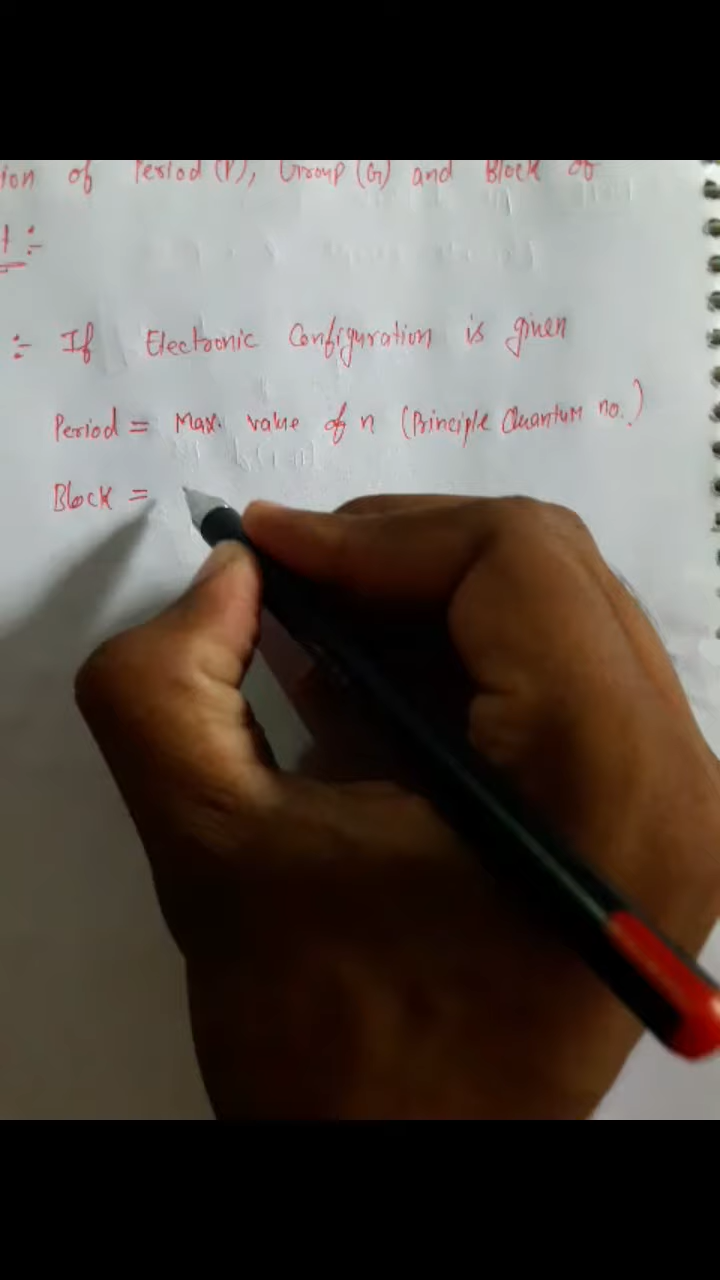 ion of Period (P), Group (G) and Block of
t :-
:- If Electronic Configuration is given
Period = Max. value of n (Principle Quantum no.)
Block =